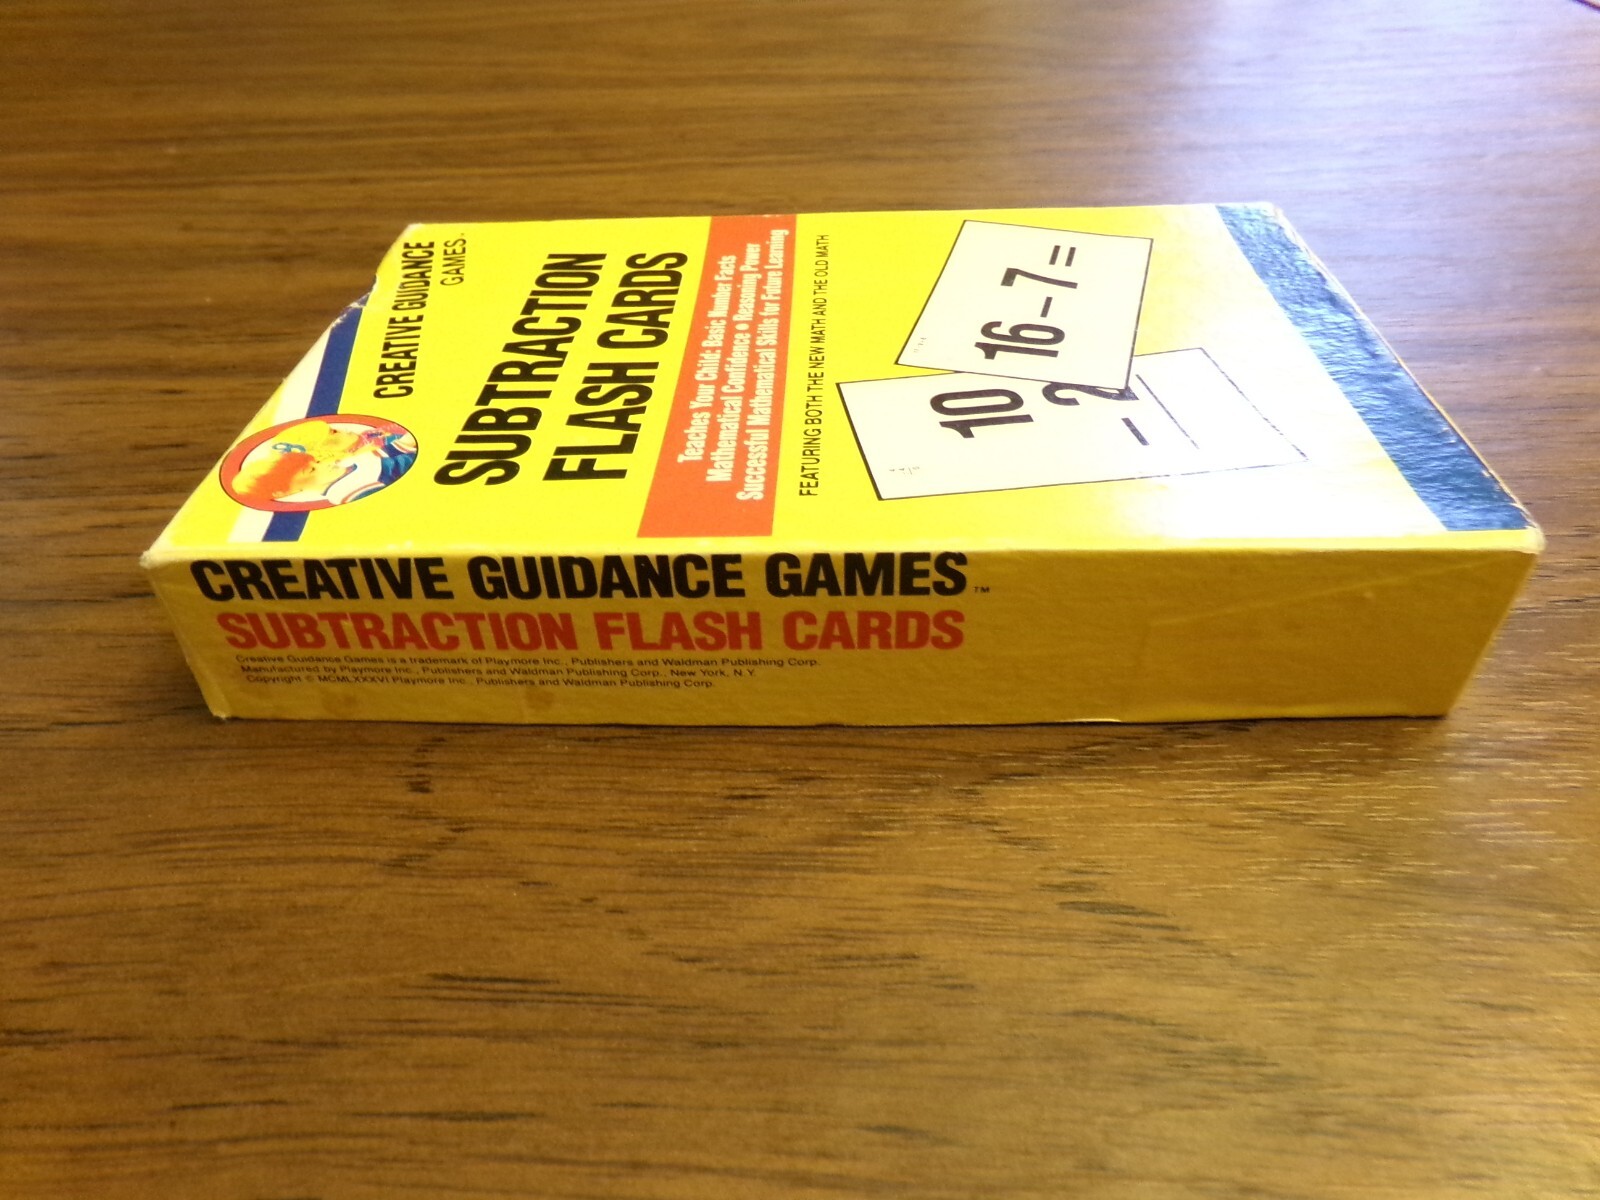 CREATIVE GUIDANCE
GAMES™
SUBTRACTION
FLASH CARDS
Teaches Your Child: Basic Number Facts
Mathematical Confidence • Reasoning Power
Successful Mathematical Skills for Future Learning
FEATURING BOTH THE NEW MATH AND THE OLD MATH
16 – 7 =
10
– 2
CREATIVE GUIDANCE GAMES™
SUBTRACTION FLASH CARDS
Creative Guidance Games is a trademark of Playmore Inc., Publishers and Waldman Publishing Corp.
Manufactured by Playmore Inc., Publishers and Waldman Publishing Corp., New York, N.Y.
Copyright © MCMLXXXVI Playmore Inc., Publishers and Waldman Publishing Corp.